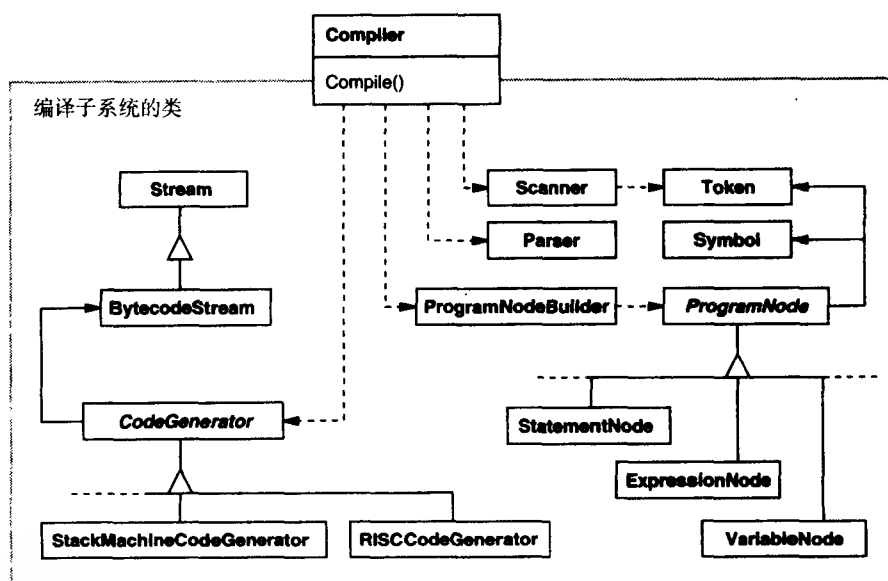 Compiler
Compile()
编译子系统的类
Stream
Scanner
Token
Parser
Symbol
BytecodeStream
ProgramNodeBuilder
ProgramNode
CodeGenerator
StatementNode
ExpressionNode
StackMachineCodeGenerator
RISCCodeGenerator
VariableNode